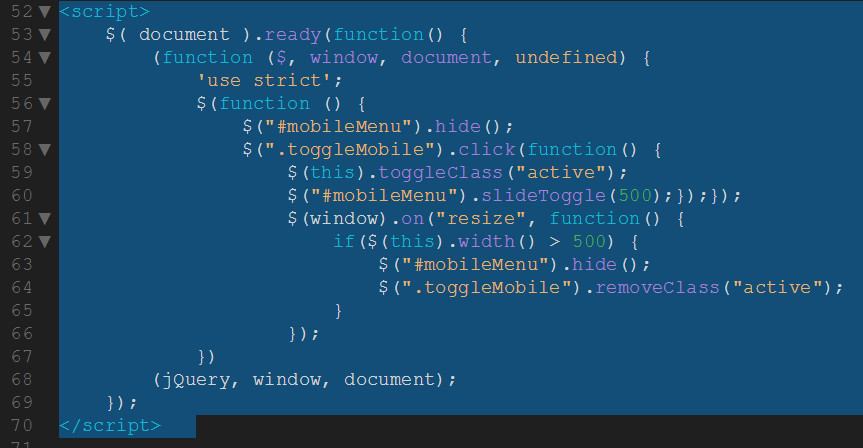 52 <script>
53 $( document ).ready(function() {
54 (function ($, window, document, undefined) {
55 'use strict';
56 $(function () {
57 $("#mobileMenu").hide();
58 $(".toggleMobile").click(function() {
59 $(this).toggleClass("active");
60 $("#mobileMenu").slideToggle(500);});});
61 $(window).on("resize", function() {
62 if($(this).width() > 500) {
63 $("#mobileMenu").hide();
64 $(".toggleMobile").removeClass("active");
65 }
66 });
67 })
68 (jQuery, window, document);
69 });
70 </script>
71